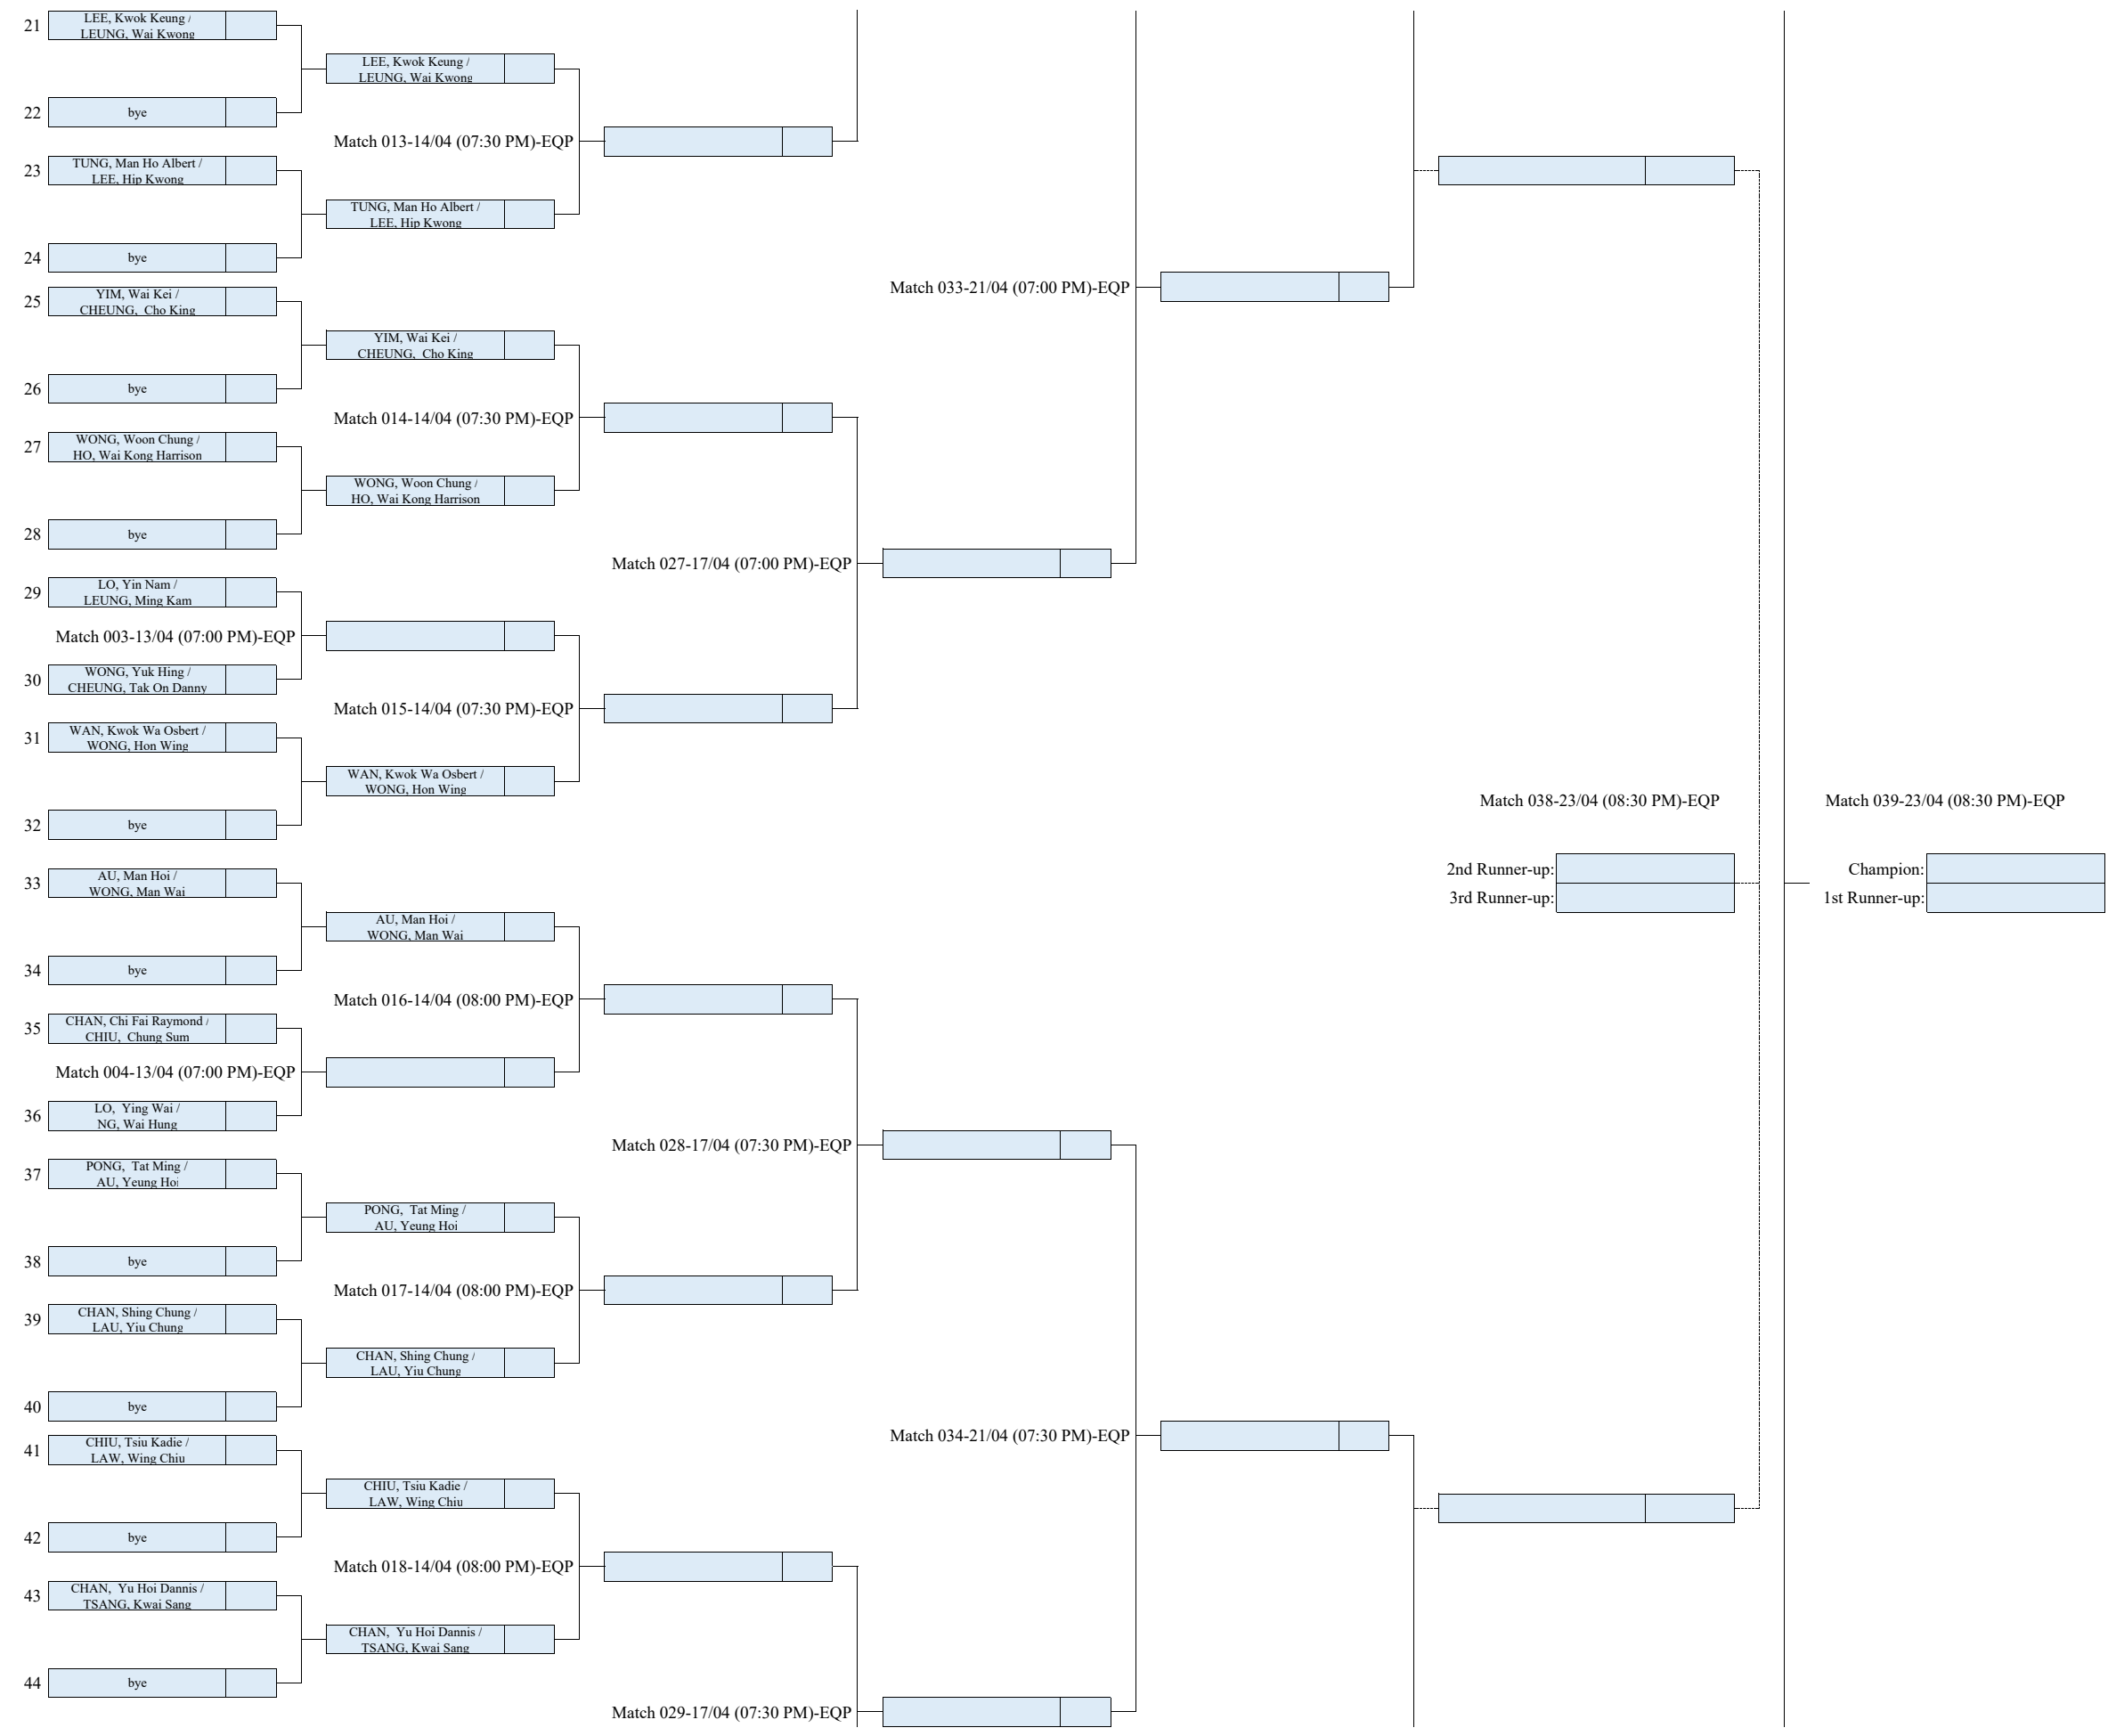 21
LEE, Kwok Keung /
LEUNG, Wai Kwong
LEE, Kwok Keung /
LEUNG, Wai Kwong
22
bye
Match 013-14/04 (07:30 PM)-EQP
23
TUNG, Man Ho Albert /
LEE, Hip Kwong
TUNG, Man Ho Albert /
LEE, Hip Kwong
24
bye
Match 033-21/04 (07:00 PM)-EQP
25
YIM, Wai Kei /
CHEUNG, Cho King
YIM, Wai Kei /
CHEUNG, Cho King
26
bye
Match 014-14/04 (07:30 PM)-EQP
27
WONG, Woon Chung /
HO, Wai Kong Harrison
WONG, Woon Chung /
HO, Wai Kong Harrison
28
bye
Match 027-17/04 (07:00 PM)-EQP
29
LO, Yin Nam /
LEUNG, Ming Kam
Match 003-13/04 (07:00 PM)-EQP
30
WONG, Yuk Hing /
CHEUNG, Tak On Danny
Match 015-14/04 (07:30 PM)-EQP
31
WAN, Kwok Wa Osbert /
WONG, Hon Wing
WAN, Kwok Wa Osbert /
WONG, Hon Wing
Match 038-23/04 (08:30 PM)-EQP
Match 039-23/04 (08:30 PM)-EQP
32
bye
2nd Runner-up:
Champion:
3rd Runner-up:
1st Runner-up:
33
AU, Man Hoi /
WONG, Man Wai
AU, Man Hoi /
WONG, Man Wai
34
bye
Match 016-14/04 (08:00 PM)-EQP
35
CHAN, Chi Fai Raymond /
CHIU, Chung Sum
Match 004-13/04 (07:00 PM)-EQP
36
LO, Ying Wai /
NG, Wai Hung
Match 028-17/04 (07:30 PM)-EQP
37
PONG, Tat Ming /
AU, Yeung Hoi
PONG, Tat Ming /
AU, Yeung Hoi
38
bye
Match 017-14/04 (08:00 PM)-EQP
39
CHAN, Shing Chung /
LAU, Yiu Chung
CHAN, Shing Chung /
LAU, Yiu Chung
40
bye
Match 034-21/04 (07:30 PM)-EQP
41
CHIU, Tsiu Kadie /
LAW, Wing Chiu
CHIU, Tsiu Kadie /
LAW, Wing Chiu
42
bye
Match 018-14/04 (08:00 PM)-EQP
43
CHAN, Yu Hoi Dannis /
TSANG, Kwai Sang
CHAN, Yu Hoi Dannis /
TSANG, Kwai Sang
44
bye
Match 029-17/04 (07:30 PM)-EQP